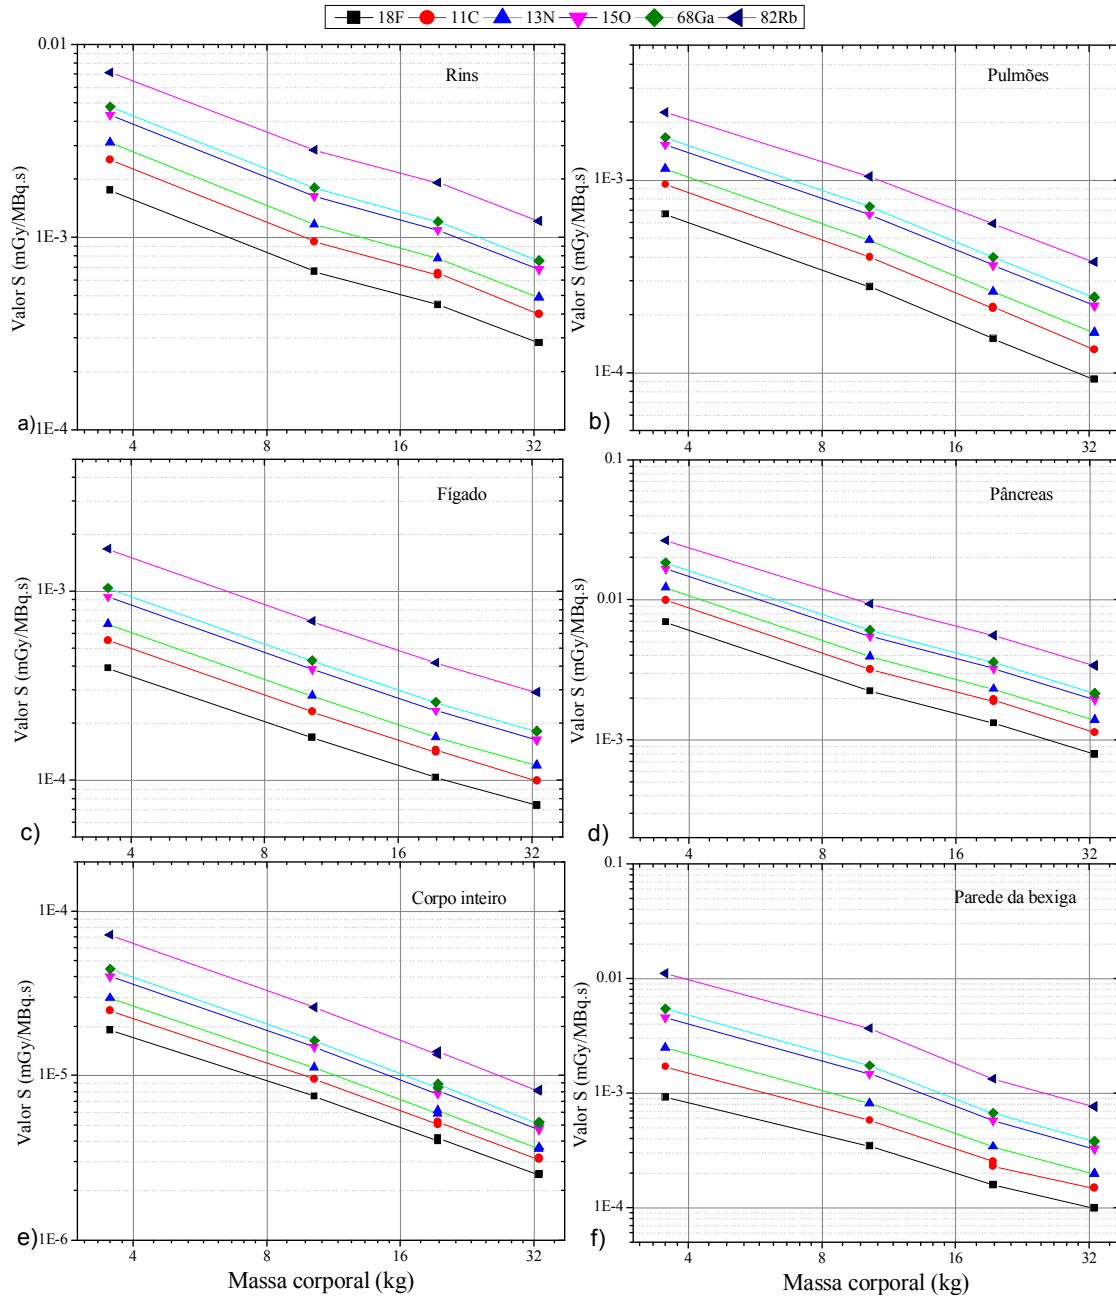 18F 11C 13N 15O 68Ga 82Rb
0.01
1E-3
1E-4
Valor S (mGy/MBq.s)
Rins
a)
4 8 16 32
1E-3
1E-4
Valor S (mGy/MBq.s)
Pulmões
b)
4 8 16 32
1E-3
1E-4
Valor S (mGy/MBq.s)
Fígado
c)
4 8 16 32
0.1
0.01
1E-3
Valor S (mGy/MBq.s)
Pâncreas
d)
4 8 16 32
1E-4
1E-5
1E-6
Valor S (mGy/MBq.s)
Corpo inteiro
e)
4 8 16 32
Massa corporal (kg)
0.1
0.01
1E-3
1E-4
Valor S (mGy/MBq.s)
Parede da bexiga
f)
4 8 16 32
Massa corporal (kg)